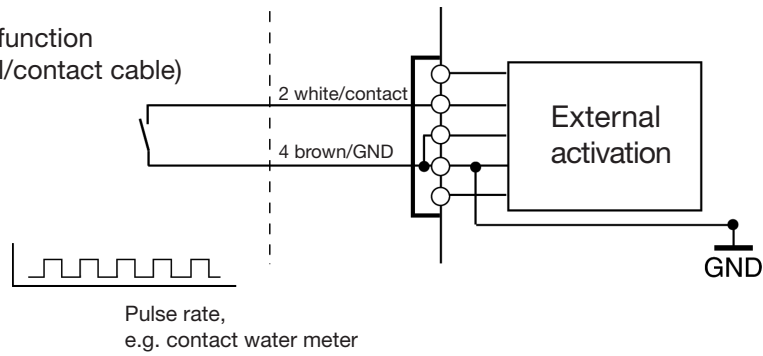 function
/contact cable)
2 white/contact
4 brown/GND
External
activation
GND
Pulse rate,
e.g. contact water meter